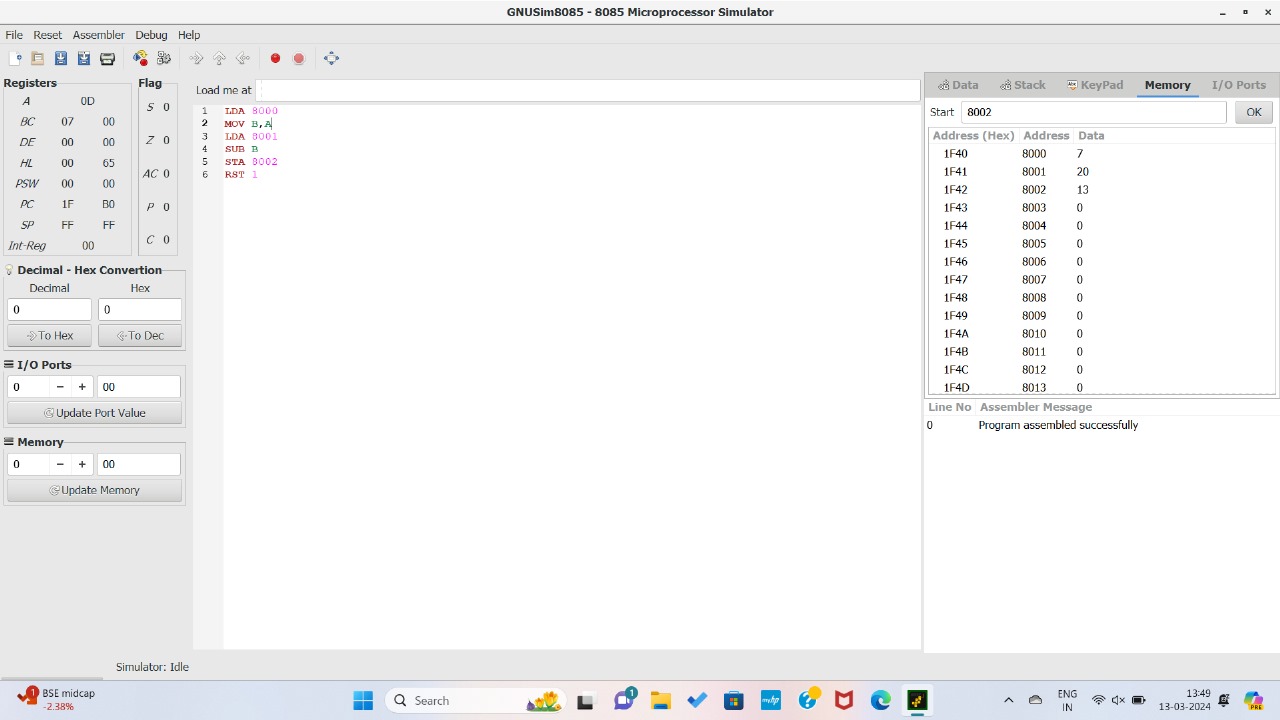 GNUSim8085 - 8085 Microprocessor Simulator
File Reset Assembler Debug Help
Registers
A 0D
BC 07 00
DE 00 00
HL 00 65
PSW 00 00
PC 1F B0
SP FF FF
Int-Reg 00
Flag
S 0
Z 0
AC 0
P 0
C 0
Decimal - Hex Convertion
Decimal Hex
0 0
To Hex To Dec
I/O Ports
0 − + 00
Update Port Value
Memory
0 − + 00
Update Memory
Load me at
1 LDA 8000
2 MOV B,A
3 LDA 8001
4 SUB B
5 STA 8002
6 RST 1
Data Stack KeyPad Memory I/O Ports
Start 8002 OK
Address (Hex) Address Data
1F40 8000 7
1F41 8001 20
1F42 8002 13
1F43 8003 0
1F44 8004 0
1F45 8005 0
1F46 8006 0
1F47 8007 0
1F48 8008 0
1F49 8009 0
1F4A 8010 0
1F4B 8011 0
1F4C 8012 0
1F4D 8013 0
Line No Assembler Message
0 Program assembled successfully
Simulator: Idle
1 BSE midcap
-2.38%
Search
1
ENG
IN
13:49
13-03-2024
PRE